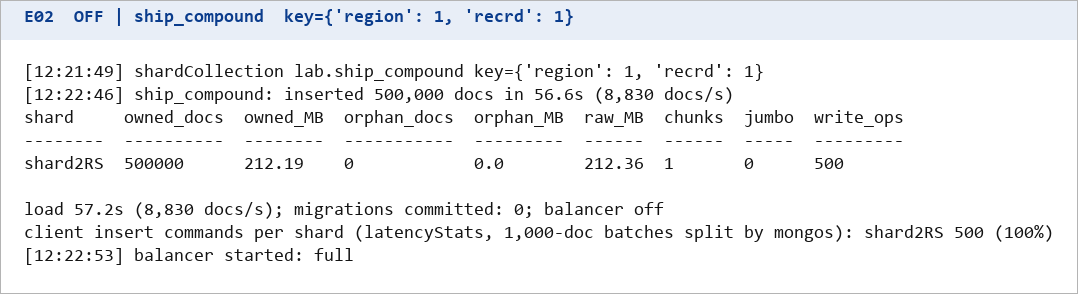 E02  OFF | ship_compound  key={'region': 1, 'recrd': 1}
[12:21:49] shardCollection lab.ship_compound key={'region': 1, 'recrd': 1}
[12:22:46] ship_compound: inserted 500,000 docs in 56.6s (8,830 docs/s)
shard     owned_docs  owned_MB  orphan_docs  orphan_MB  raw_MB  chunks  jumbo  write_ops
--------  ----------  --------  -----------  ---------  ------  ------  -----  ---------
shard2RS  500000      212.19    0            0.0        212.36  1       0      500
load 57.2s (8,830 docs/s); migrations committed: 0; balancer off
client insert commands per shard (latencyStats, 1,000-doc batches split by mongos): shard2RS 500 (100%)
[12:22:53] balancer started: full